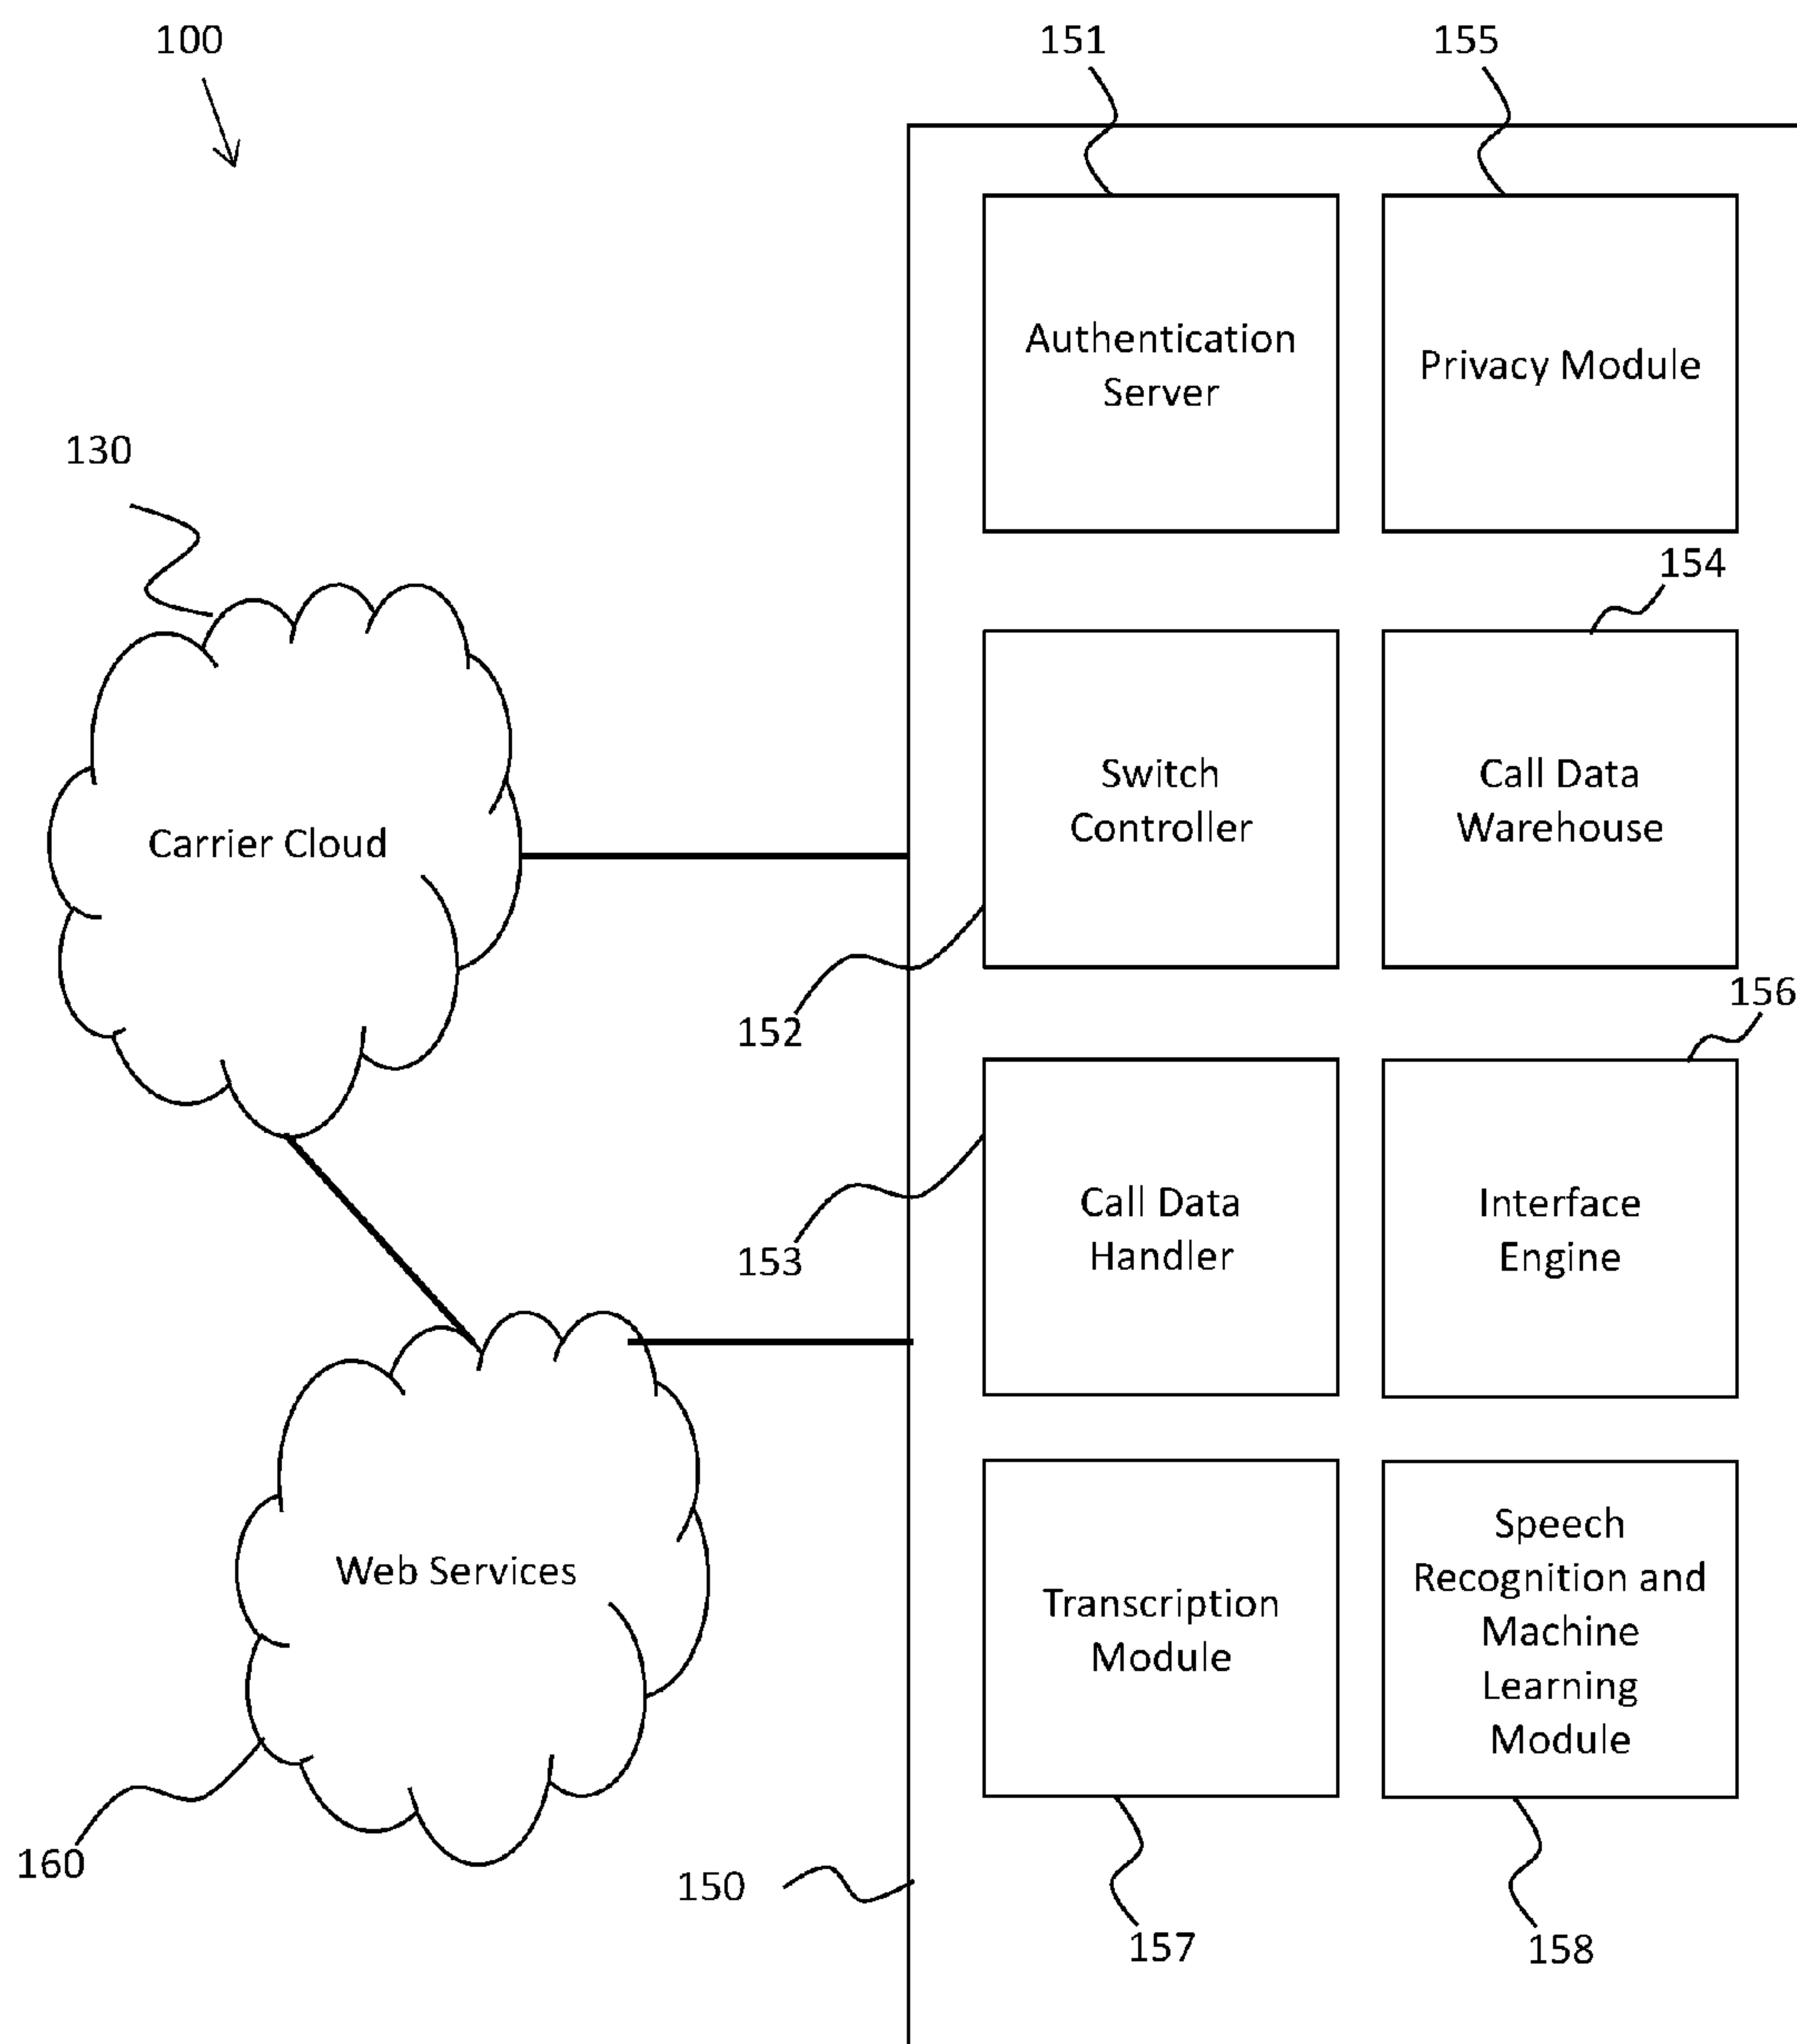 100
151
155
Authentication
Server
Privacy Module
130
154
Switch
Controller
Call Data
Warehouse
Carrier Cloud
152
156
153
Call Data
Handler
Interface
Engine
Web Services
Transcription
Module
Speech
Recognition and
Machine
Learning
Module
160
150
157
158